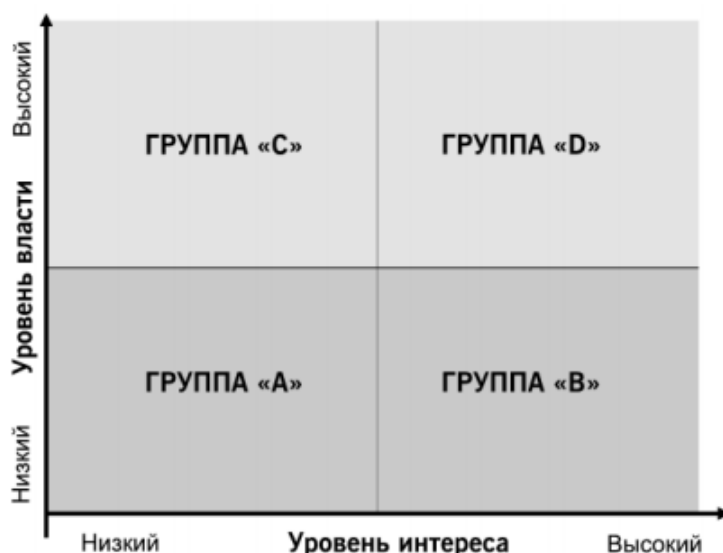 Высокий
Уровень власти
Низкий
ГРУППА «C»
ГРУППА «D»
ГРУППА «A»
ГРУППА «B»
Низкий
Уровень интереса
Высокий